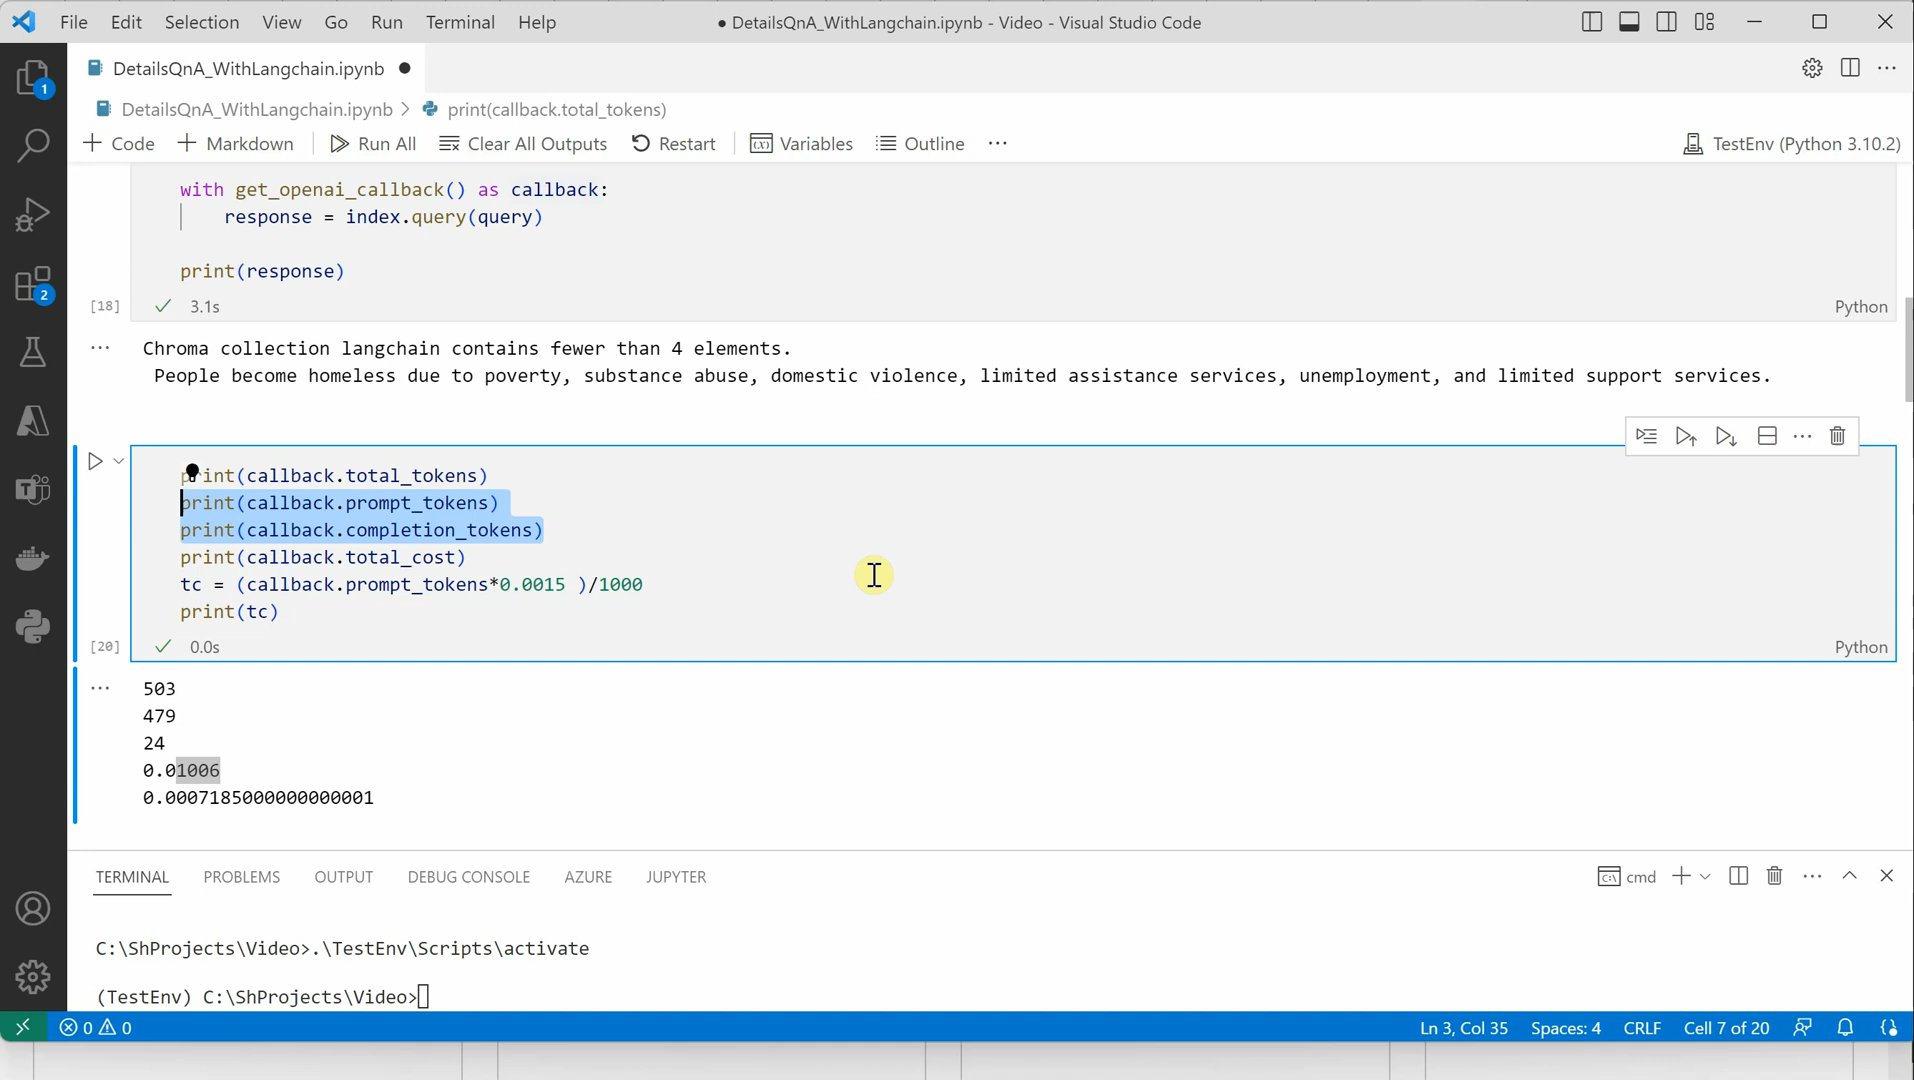 File Edit Selection View Go Run Terminal Help ● DetailsQnA_WithLangchain.ipynb - Video - Visual Studio Code
DetailsQnA_WithLangchain.ipynb ●
DetailsQnA_WithLangchain.ipynb > print(callback.total_tokens)
+ Code + Markdown Run All Clear All Outputs Restart Variables Outline ... TestEnv (Python 3.10.2)
with get_openai_callback() as callback:
response = index.query(query)
print(response)
[18] ✓ 3.1s Python
... Chroma collection langchain contains fewer than 4 elements.
People become homeless due to poverty, substance abuse, domestic violence, limited assistance services, unemployment, and limited support services.
print(callback.total_tokens)
print(callback.prompt_tokens)
print(callback.completion_tokens)
print(callback.total_cost)
tc = (callback.prompt_tokens*0.0015 )/1000
print(tc)
[20] ✓ 0.0s Python
... 503
479
24
0.01006
0.0007185000000000001
TERMINAL PROBLEMS OUTPUT DEBUG CONSOLE AZURE JUPYTER cmd
C:\ShProjects\Video>.\TestEnv\Scripts\activate
(TestEnv) C:\ShProjects\Video>
0 0 Ln 3, Col 35 Spaces: 4 CRLF Cell 7 of 20
1
2